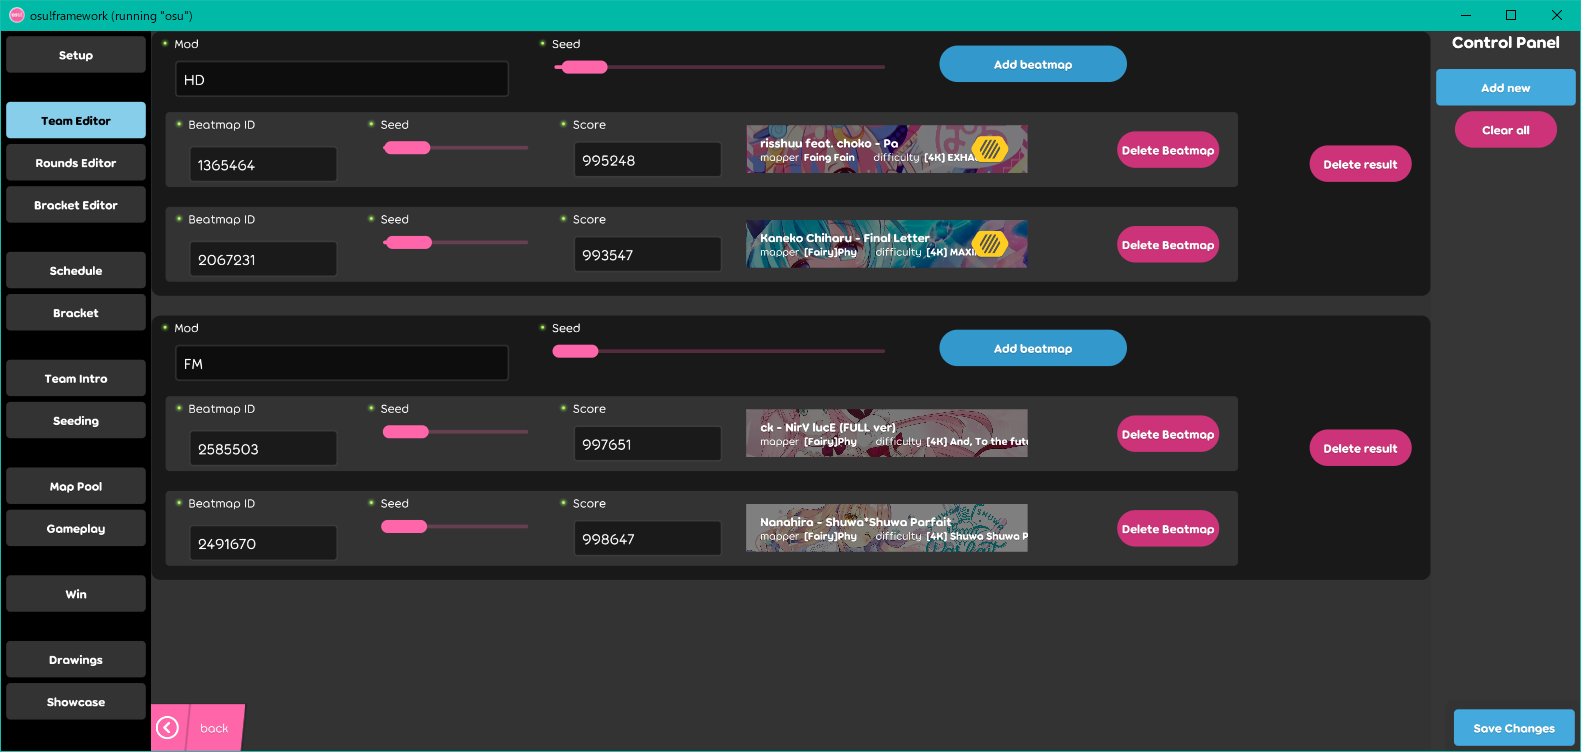 osu!framework (running "osu")
Setup
Team Editor
Rounds Editor
Bracket Editor
Schedule
Bracket
Team Intro
Seeding
Map Pool
Gameplay
Win
Drawings
Showcase
Mod
HD
Seed
Add beatmap
Beatmap ID
1365464
Seed
Score
995248
risshuu feat. choko - Pa
mapper Faing Fain difficulty [4K]
Delete Beatmap
Delete result
Beatmap ID
2067231
Seed
Score
993547
Kaneko Chiharu - Final Letter
mapper [Fairy]Phy difficulty [4K]
Delete Beatmap
Mod
FM
Seed
Add beatmap
Beatmap ID
2585503
Seed
Score
997651
ck - NirV lucE (FULL ver)
mapper [Fairy]Phy difficulty [4K] And, To the futu
Delete Beatmap
Delete result
Beatmap ID
2491670
Seed
Score
998647
Nanahira - Shuwa*Shuwa Parfait
mapper [Fairy]Phy difficulty [4K] Shuwa Shuwa P
Delete Beatmap
back
Control Panel
Add new
Clear all
Save Changes